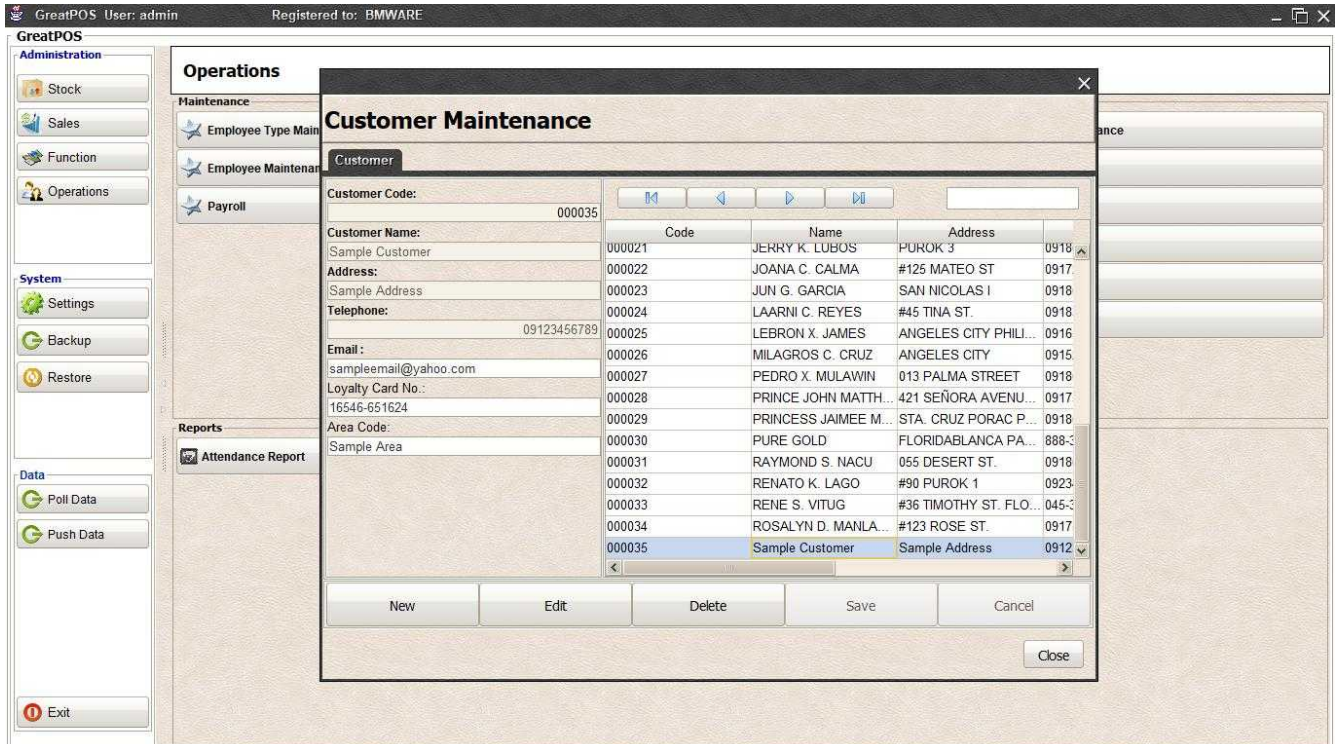 GreatPOS User: admin Registered to: BMWARE
GreatPOS
Administration
Stock
Sales
Function
Operations
System
Settings
Backup
Restore
Data
Poll Data
Push Data
Exit
Operations
Maintenance
Employee Type Main
Employee Maintenan
Payroll
ance
Reports
Attendance Report
Customer Maintenance
Customer
Customer Code:
000035
Customer Name:
Sample Customer
Address:
Sample Address
Telephone:
09123456789
Email :
sampleemail@yahoo.com
Loyalty Card No.:
16546-651624
Area Code:
Sample Area
Code Name Address
000021 JERRY K. LUBOS PUROK 3 0918
000022 JOANA C. CALMA #125 MATEO ST 0917
000023 JUN G. GARCIA SAN NICOLAS I 0918
000024 LAARNI C. REYES #45 TINA ST. 0918
000025 LEBRON X. JAMES ANGELES CITY PHILI... 0916
000026 MILAGROS C. CRUZ ANGELES CITY 0915
000027 PEDRO X. MULAWIN 013 PALMA STREET 0918
000028 PRINCE JOHN MATTH... 421 SEÑORA AVENU... 0917
000029 PRINCESS JAIMEE M... STA. CRUZ PORAC P... 0918
000030 PURE GOLD FLORIDABLANCA PA... 888-3
000031 RAYMOND S. NACU 055 DESERT ST. 0918
000032 RENATO K. LAGO #90 PUROK 1 0923
000033 RENE S. VITUG #36 TIMOTHY ST. FLO... 045-3
000034 ROSALYN D. MANLA... #123 ROSE ST. 0917
000035 Sample Customer Sample Address 0912
New Edit Delete Save Cancel
Close